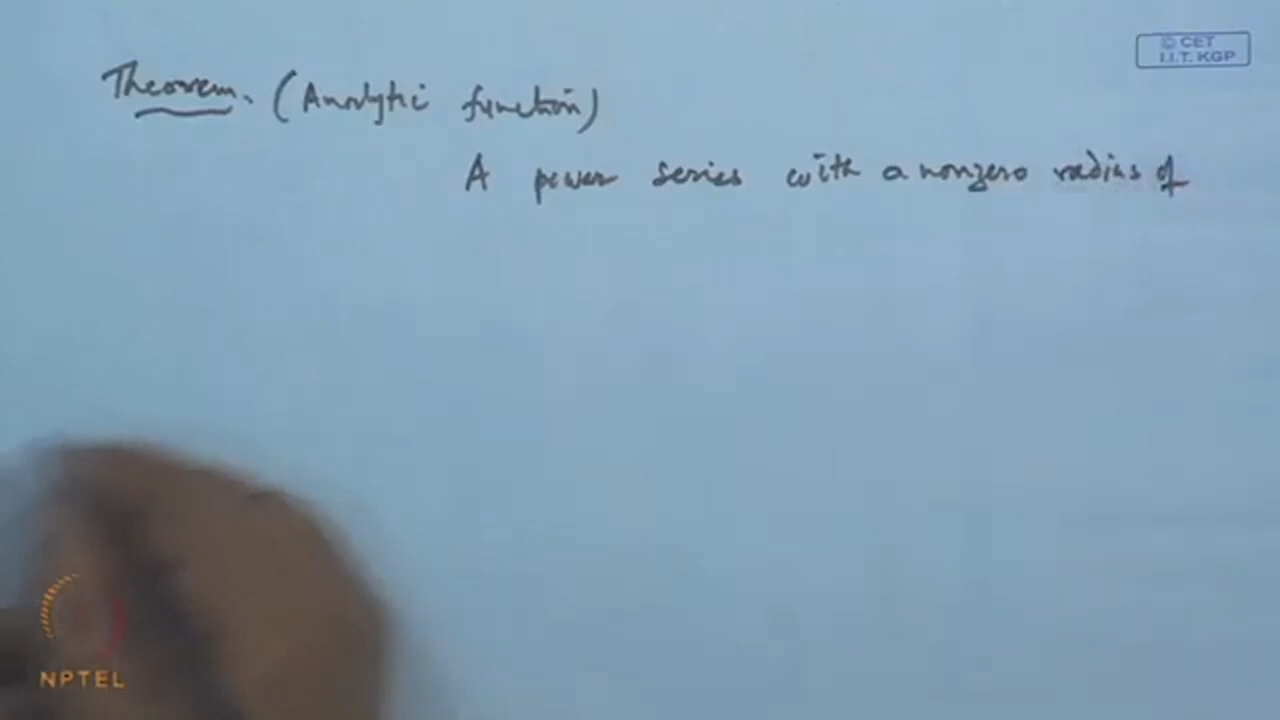 © CET
I.I.T. KGP
Theorem. (Analytic function)
A power series with a nonzero radius of
NPTEL